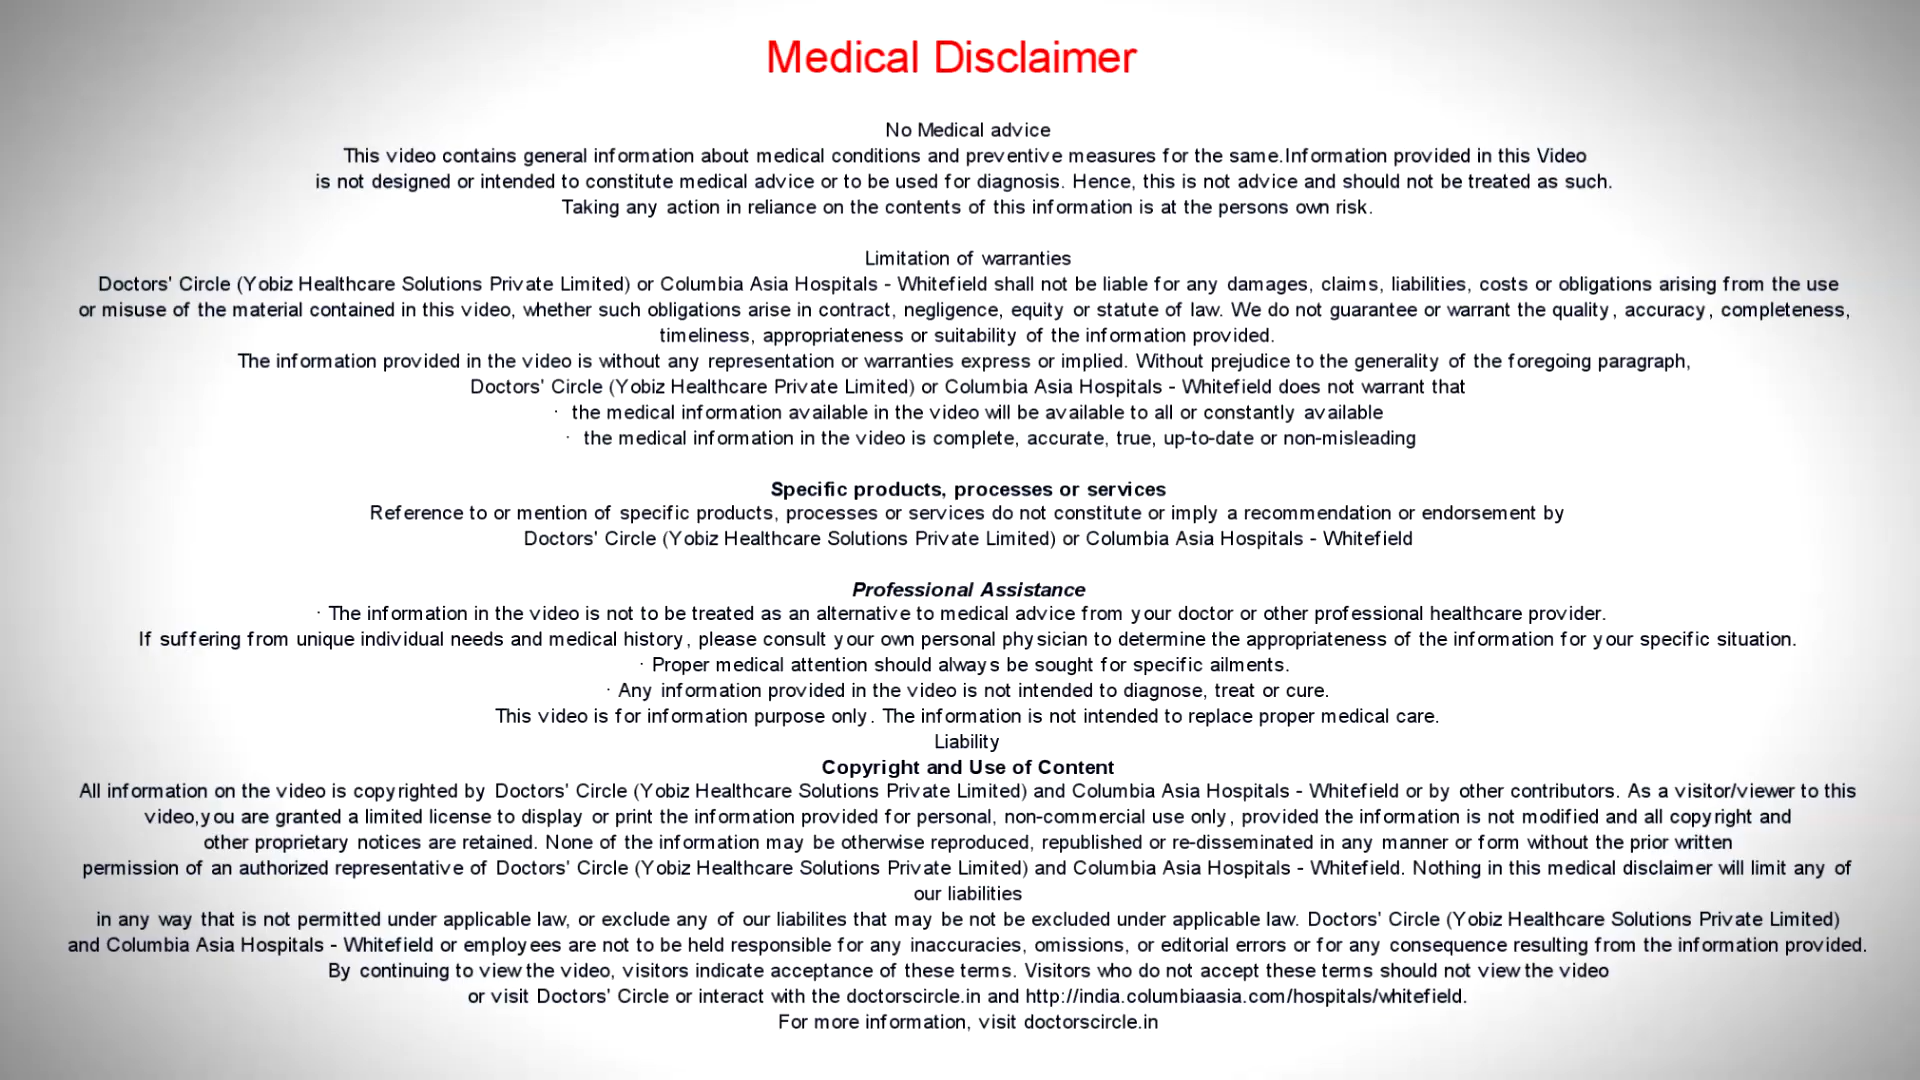 Medical Disclaimer
No Medical advice
This video contains general information about medical conditions and preventive measures for the same.Information provided in this Video
is not designed or intended to constitute medical advice or to be used for diagnosis. Hence, this is not advice and should not be treated as such.
Taking any action in reliance on the contents of this information is at the persons own risk.
Limitation of warranties
Doctors' Circle (Yobiz Healthcare Solutions Private Limited) or Columbia Asia Hospitals - Whitefield shall not be liable for any damages, claims, liabilities, costs or obligations arising from the use
or misuse of the material contained in this video, whether such obligations arise in contract, negligence, equity or statute of law. We do not guarantee or warrant the quality, accuracy, completeness,
timeliness, appropriateness or suitability of the information provided.
The information provided in the video is without any representation or warranties express or implied. Without prejudice to the generality of the foregoing paragraph,
Doctors' Circle (Yobiz Healthcare Private Limited) or Columbia Asia Hospitals - Whitefield does not warrant that
· the medical information available in the video will be available to all or constantly available
· the medical information in the video is complete, accurate, true, up-to-date or non-misleading
Specific products, processes or services
Reference to or mention of specific products, processes or services do not constitute or imply a recommendation or endorsement by
Doctors' Circle (Yobiz Healthcare Solutions Private Limited) or Columbia Asia Hospitals - Whitefield
Professional Assistance
· The information in the video is not to be treated as an alternative to medical advice from your doctor or other professional healthcare provider.
If suffering from unique individual needs and medical history, please consult your own personal physician to determine the appropriateness of the information for your specific situation.
· Proper medical attention should always be sought for specific ailments.
· Any information provided in the video is not intended to diagnose, treat or cure.
This video is for information purpose only. The information is not intended to replace proper medical care.
Liability
Copyright and Use of Content
All information on the video is copyrighted by Doctors' Circle (Yobiz Healthcare Solutions Private Limited) and Columbia Asia Hospitals - Whitefield or by other contributors. As a visitor/viewer to this
video,you are granted a limited license to display or print the information provided for personal, non-commercial use only, provided the information is not modified and all copyright and
other proprietary notices are retained. None of the information may be otherwise reproduced, republished or re-disseminated in any manner or form without the prior written
permission of an authorized representative of Doctors' Circle (Yobiz Healthcare Solutions Private Limited) and Columbia Asia Hospitals - Whitefield. Nothing in this medical disclaimer will limit any of
our liabilities
in any way that is not permitted under applicable law, or exclude any of our liabilites that may be not be excluded under applicable law. Doctors' Circle (Yobiz Healthcare Solutions Private Limited)
and Columbia Asia Hospitals - Whitefield or employees are not to be held responsible for any inaccuracies, omissions, or editorial errors or for any consequence resulting from the information provided.
By continuing to view the video, visitors indicate acceptance of these terms. Visitors who do not accept these terms should not view the video
or visit Doctors' Circle or interact with the doctorscircle.in and http://india.columbiaasia.com/hospitals/whitefield.
For more information, visit doctorscircle.in